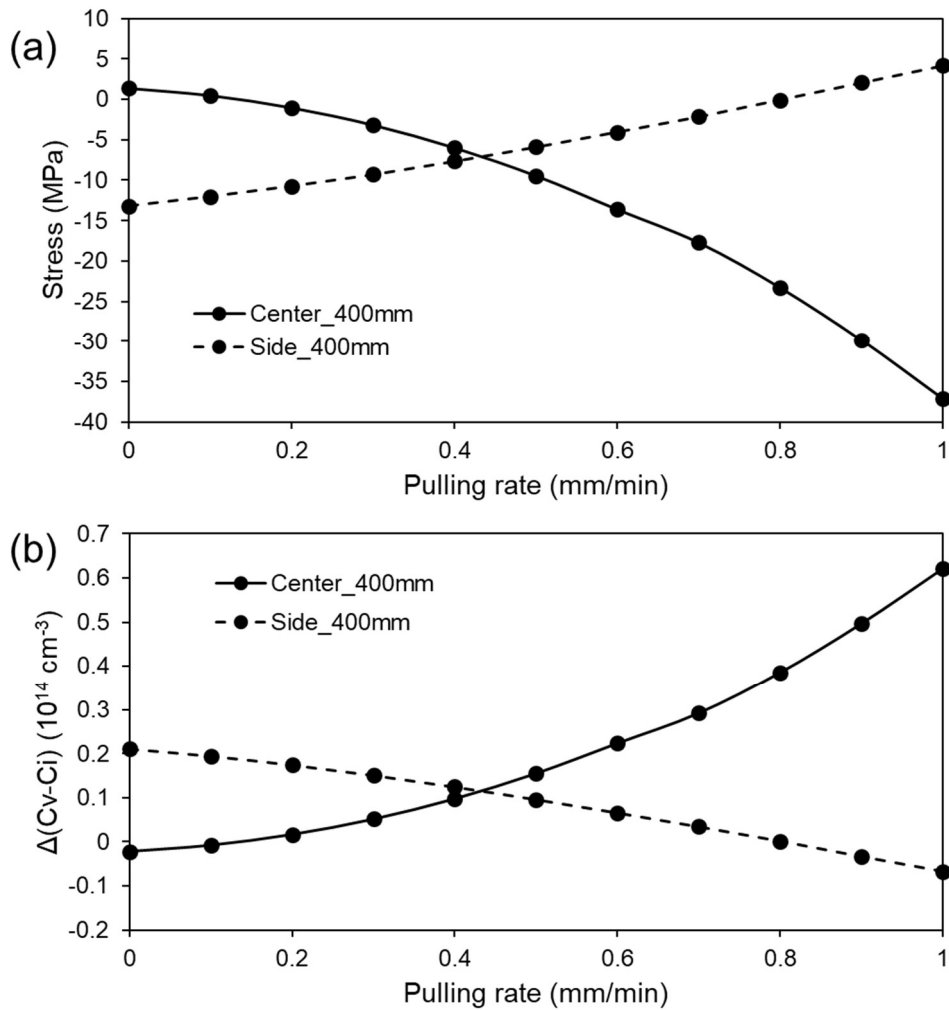 (a)
Stress (MPa)
10
5
0
-5
-10
-15
-20
-25
-30
-35
-40
Center_400mm
Side_400mm
0 0.2 0.4 0.6 0.8 1
Pulling rate (mm/min)
(b)
Δ(Cv-Ci) (10¹⁴ cm⁻³)
0.7
0.6
0.5
0.4
0.3
0.2
0.1
0
-0.1
-0.2
Center_400mm
Side_400mm
0 0.2 0.4 0.6 0.8 1
Pulling rate (mm/min)